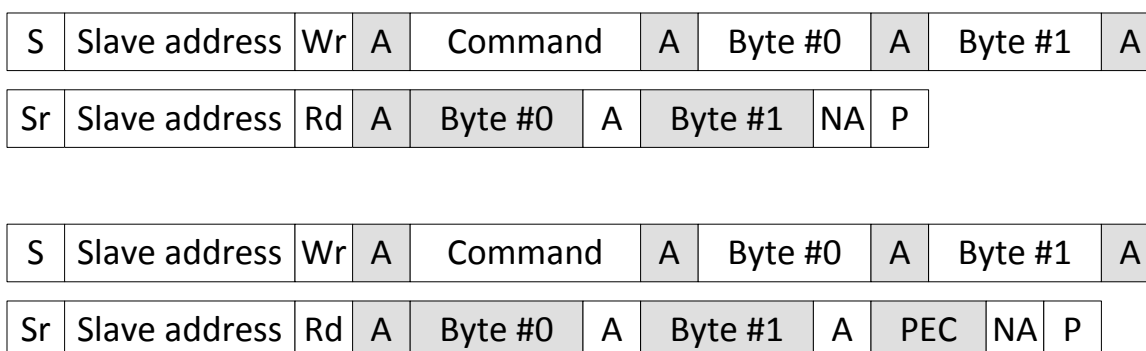 S Slave address Wr A Command A Byte #0 A Byte #1 A
Sr Slave address Rd A Byte #0 A Byte #1 NA P
S Slave address Wr A Command A Byte #0 A Byte #1 A
Sr Slave address Rd A Byte #0 A Byte #1 A PEC NA P